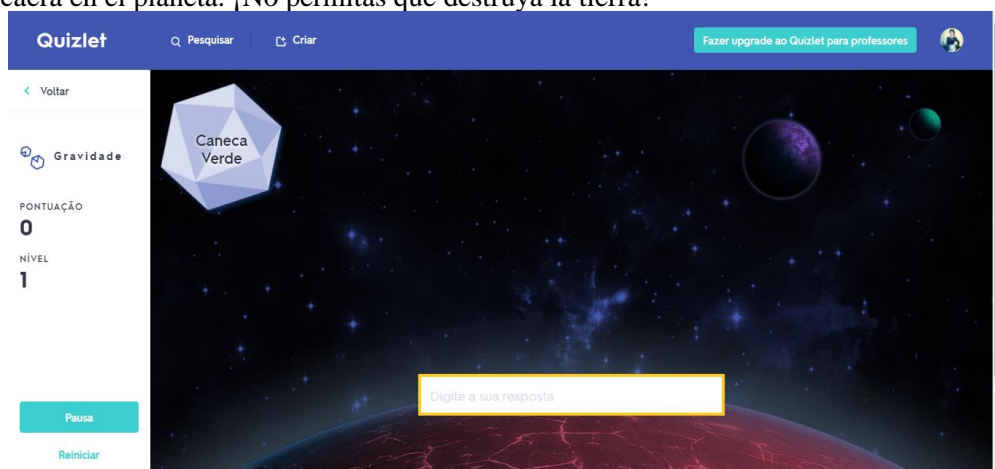 caerá en el planeta. ¡No permitas que destruya la tierra!
Quizlet
Pesquisar
Criar
Fazer upgrade ao Quizlet para professores
Voltar
Gravidade
PONTUAÇÃO
0
NÍVEL
1
Caneca
Verde
Digite a sua resposta
Pausa
Reiniciar